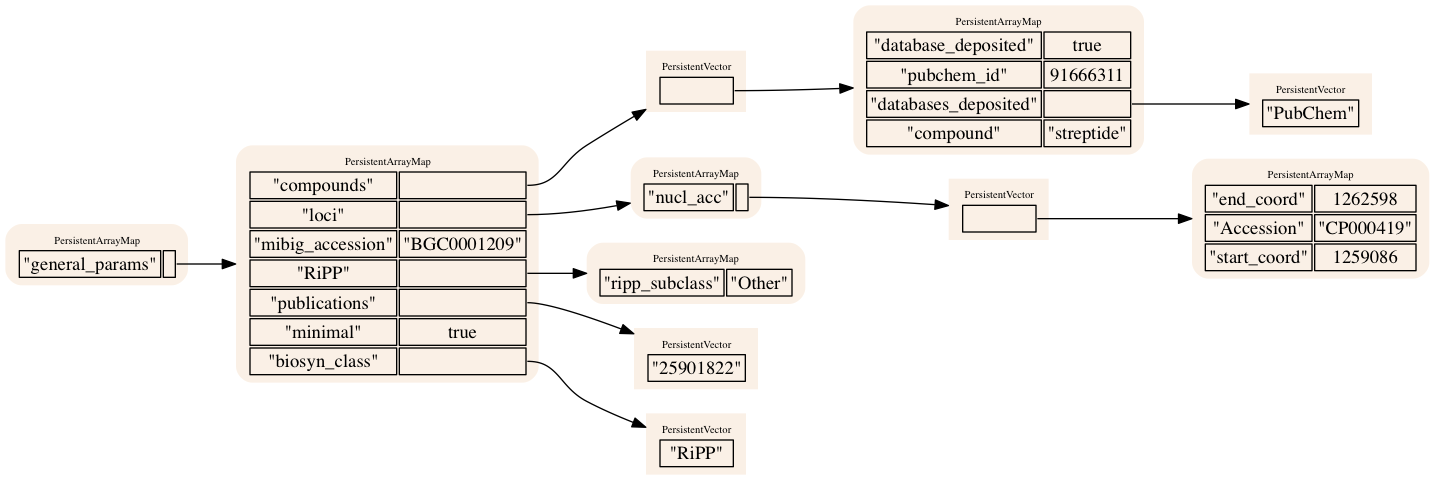 PersistentArrayMap
"general_params"
PersistentArrayMap
"compounds"
"loci"
"mibig_accession" "BGC0001209"
"RiPP"
"publications"
"minimal" true
"biosyn_class"
PersistentVector
PersistentArrayMap
"database_deposited" true
"pubchem_id" 91666311
"databases_deposited"
"compound" "streptide"
PersistentVector
"PubChem"
PersistentArrayMap
"nucl_acc"
PersistentVector
PersistentArrayMap
"end_coord" 1262598
"Accession" "CP000419"
"start_coord" 1259086
PersistentArrayMap
"ripp_subclass" "Other"
PersistentVector
"25901822"
PersistentVector
"RiPP"